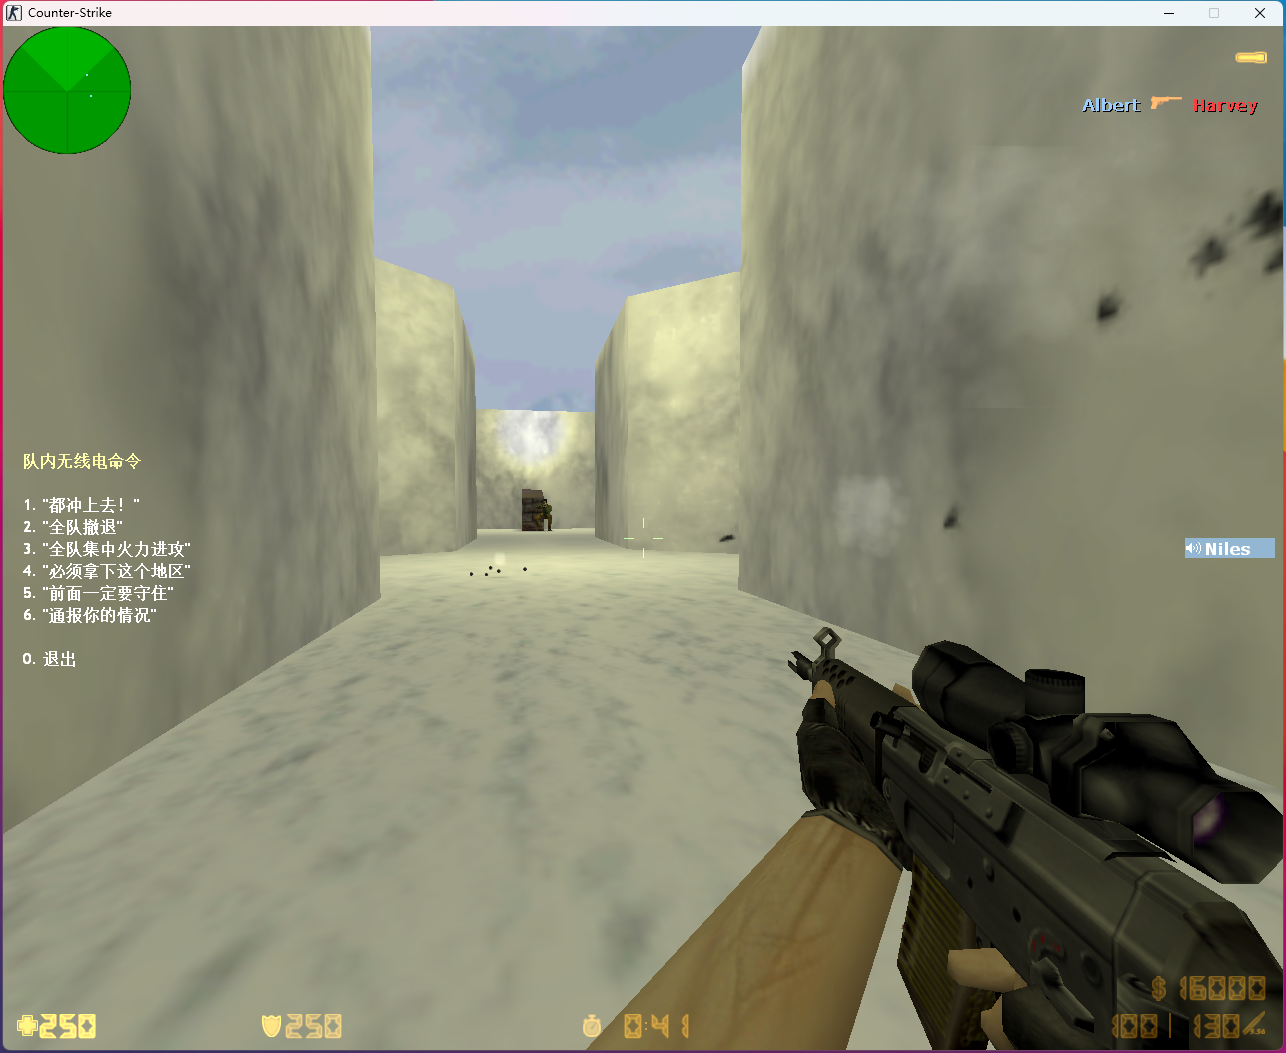 Counter-Strike
Albert Harvey
队内无线电命令
1. "都冲上去！"
2. "全队撤退"
3. "全队集中火力进攻"
4. "必须拿下这个地区"
5. "前面一定要守住"
6. "通报你的情况"
0. 退出
Niles
$ 16000
250 250 0:41 100 | 130